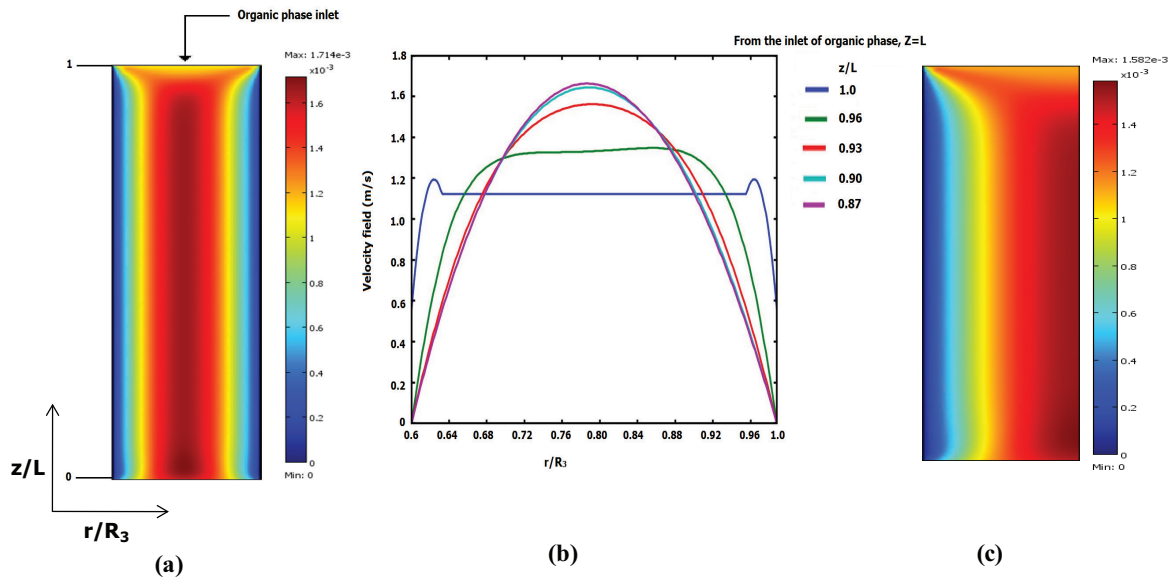 Organic phase inlet
1
0
z/L
r/R3
Max: 1.714e-3
×10-3
1.6
1.4
1.2
1
0.8
0.6
0.4
0.2
0
Min: 0
(a)
1.8
1.6
1.4
1.2
1.0
0.8
0.6
0.4
0.2
0
Velocity field (m/s)
0.6 0.64 0.68 0.72 0.76 0.80 0.84 0.88 0.92 0.96 1.0
r/R3
(b)
From the inlet of organic phase, Z=L
z/L
1.0
0.96
0.93
0.90
0.87
Max: 1.582e-3
×10-3
1.4
1.2
1
0.8
0.6
0.4
0.2
0
Min: 0
(c)